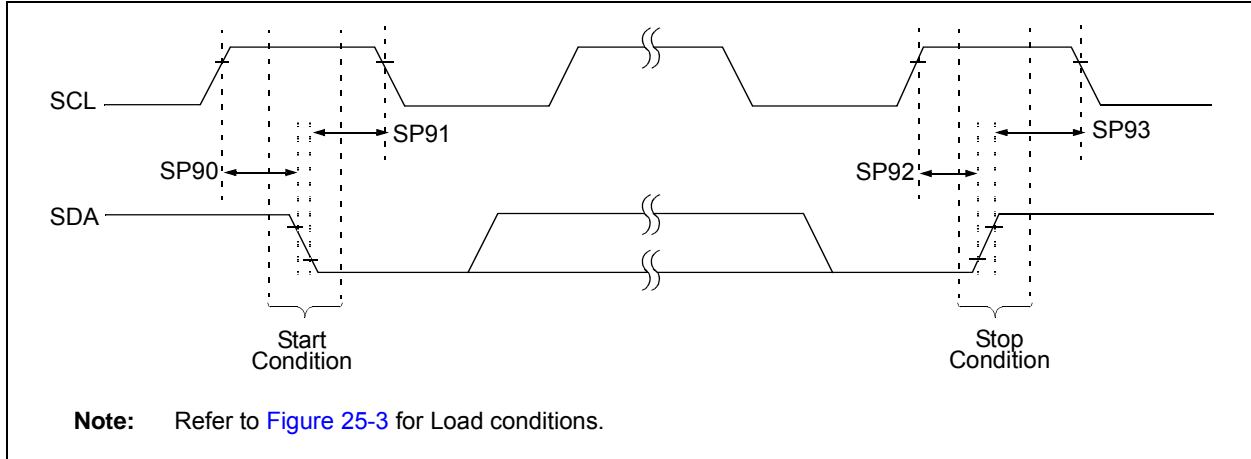 SCL
SP91
SP93
SP90
SP92
SDA
Start
Condition
Stop
Condition
Note: Refer to Figure 25-3 for Load conditions.